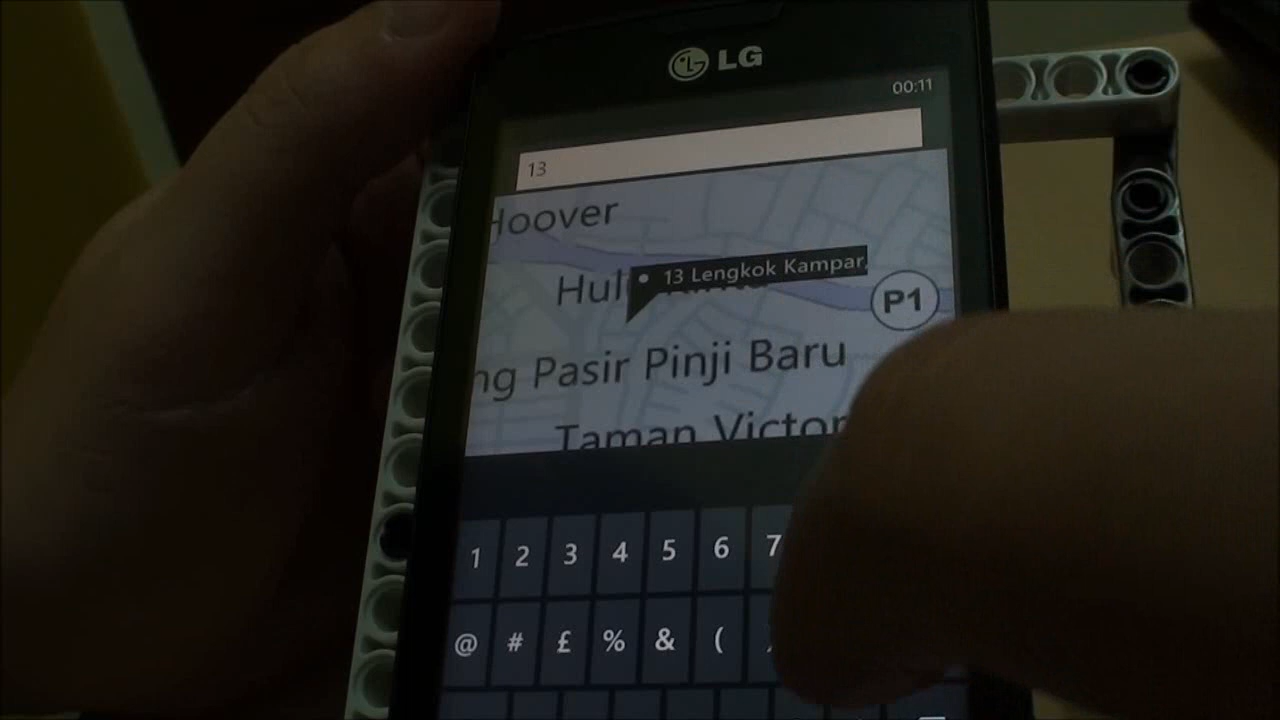 LG
00:11
13
Hoover
13 Lengkok Kampar,
P1
Pasir Pinji Baru
Taman
1 2 3 4 5 6 7
@ # £ % & (